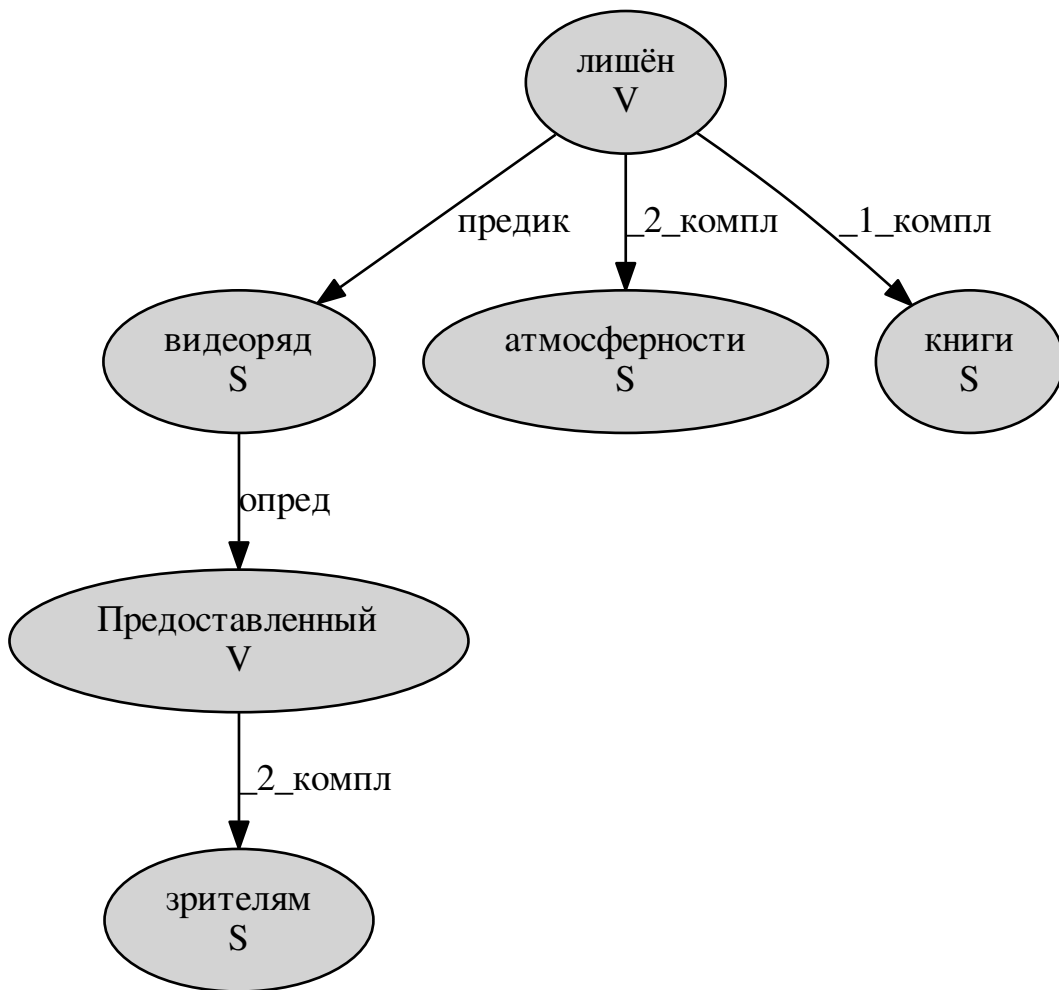 лишён
V
предик
_2_компл
_1_компл
видеоряд
S
атмосферности
S
книги
S
опред
Предоставленный
V
_2_компл
зрителям
S